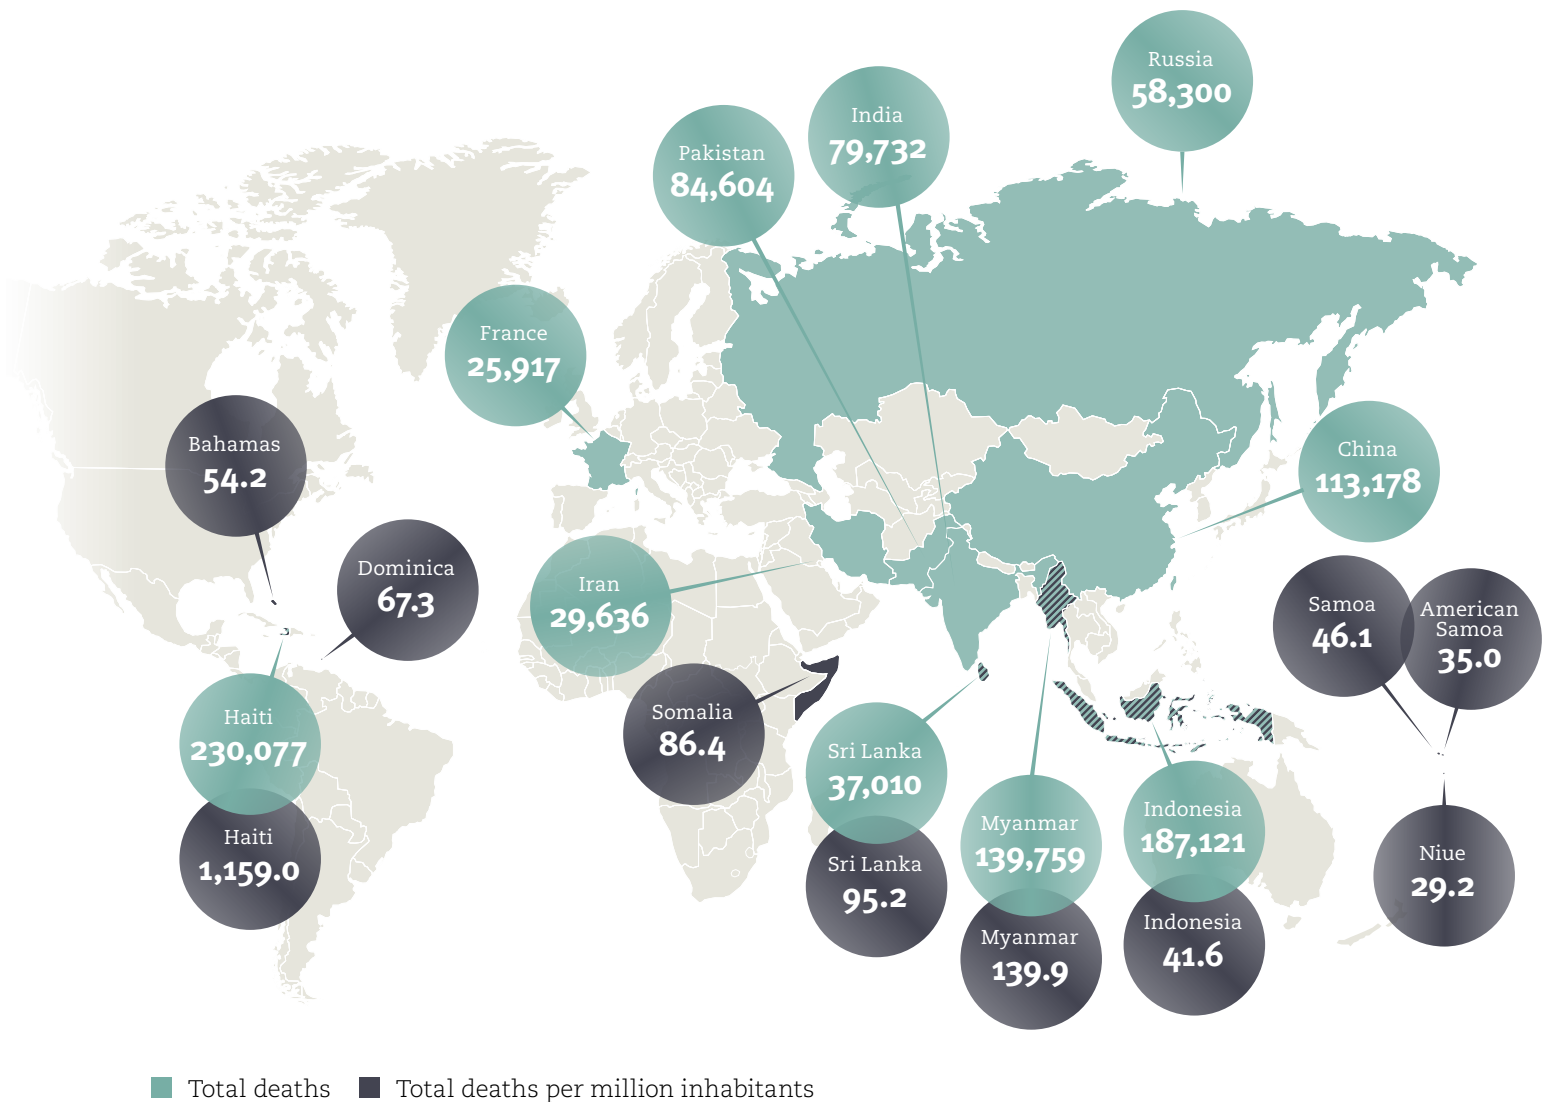 Russia
58,300
India
79,732
Pakistan
84,604
France
25,917
Bahamas
54.2
China
113,178
Dominica
67.3
Iran
29,636
Samoa
46.1
American
Samoa
35.0
Haiti
230,077
Somalia
86.4
Sri Lanka
37,010
Myanmar
139,759
Indonesia
187,121
Haiti
1,159.0
Sri Lanka
95.2
Niue
29.2
Myanmar
139.9
Indonesia
41.6
Total deaths
Total deaths per million inhabitants